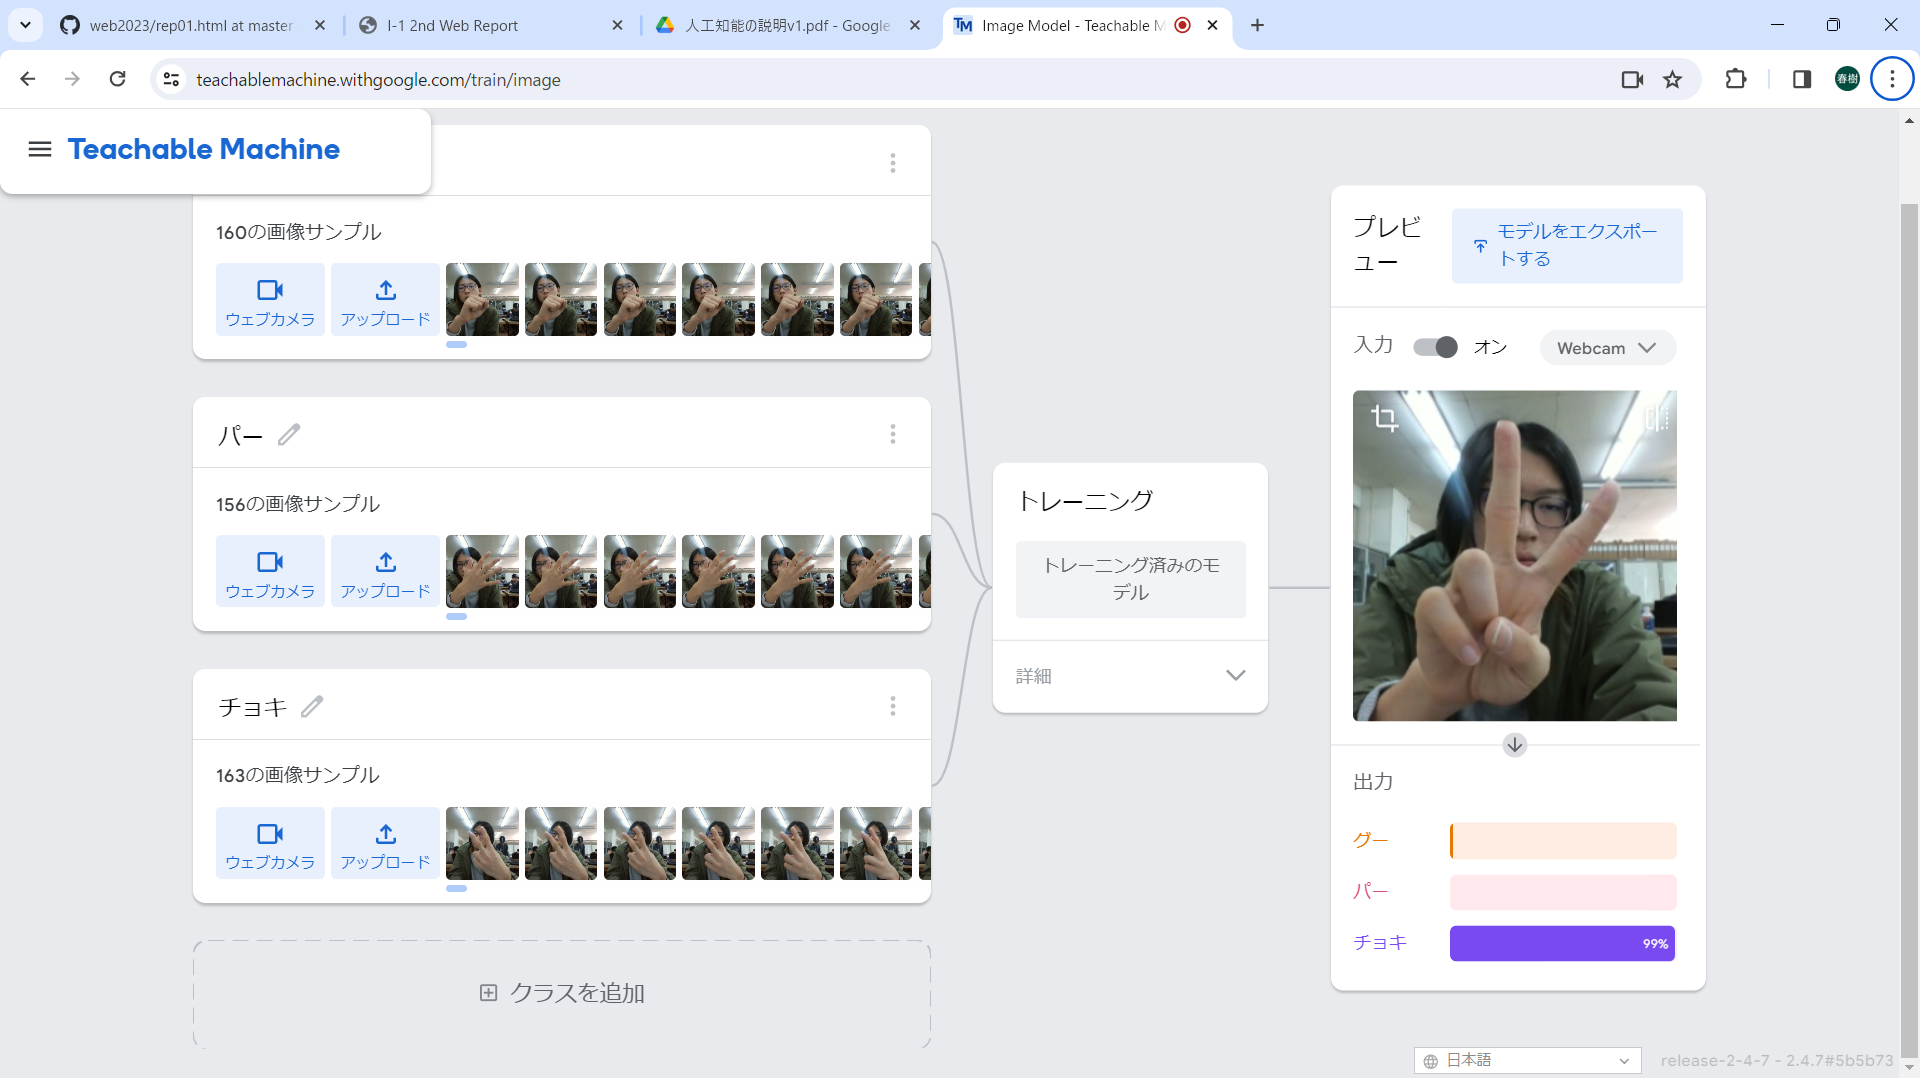 web2023/rep01.html at master
I-1 2nd Web Report
人工知能の説明v1.pdf - Google
Image Model - Teachable M
teachablemachine.withgoogle.com/train/image
春樹
Teachable Machine
160の画像サンプル
ウェブカメラ
アップロード
パー
156の画像サンプル
ウェブカメラ
アップロード
チョキ
163の画像サンプル
ウェブカメラ
アップロード
クラスを追加
トレーニング
トレーニング済みのモ
デル
詳細
プレビ
ュー
モデルをエクスポー
トする
入力
オン
Webcam
出力
グー
パー
チョキ
99%
日本語
release-2-4-7 - 2.4.7#5b5b73